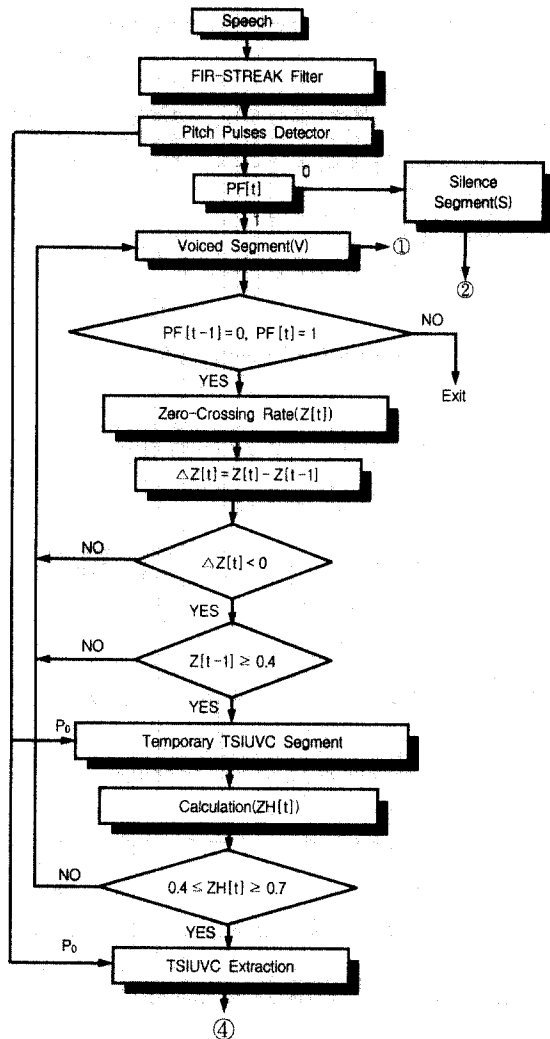 Speech
FIR-STREAK Filter
Pitch Pulses Detector
PF[t]
0
Silence
Segment(S)
1
Voiced Segment(V)
①
②
PF[t-1]=0, PF[t]=1
NO
YES
Exit
Zero-Crossing Rate(Z[t])
△Z[t]=Z[t]-Z[t-1]
NO
△Z[t]<0
YES
NO
Z[t-1]≥0.4
YES
P₀
Temporary TSIUVC Segment
Calculation(ZH[t])
NO
0.4≤ZH[t]≥0.7
YES
P₀
TSIUVC Extraction
④